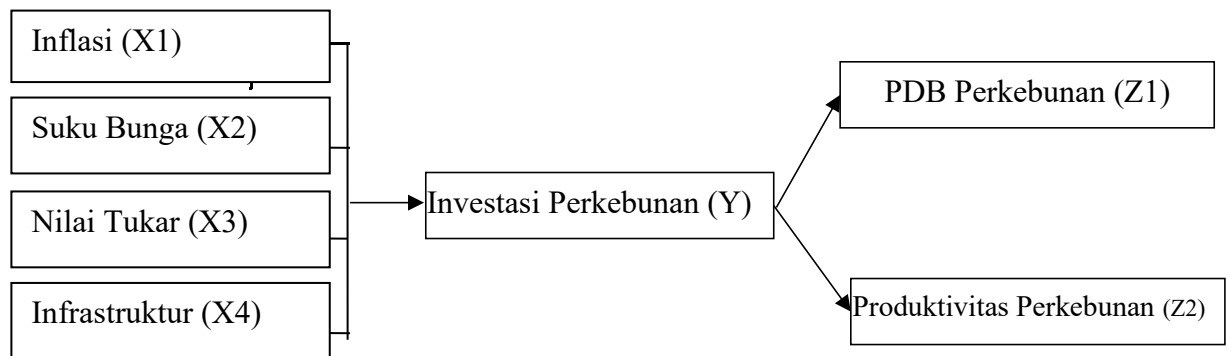 Inflasi (X1)
Suku Bunga (X2)
Nilai Tukar (X3)
Infrastruktur (X4)
Investasi Perkebunan (Y)
PDB Perkebunan (Z1)
Produktivitas Perkebunan (Z2)